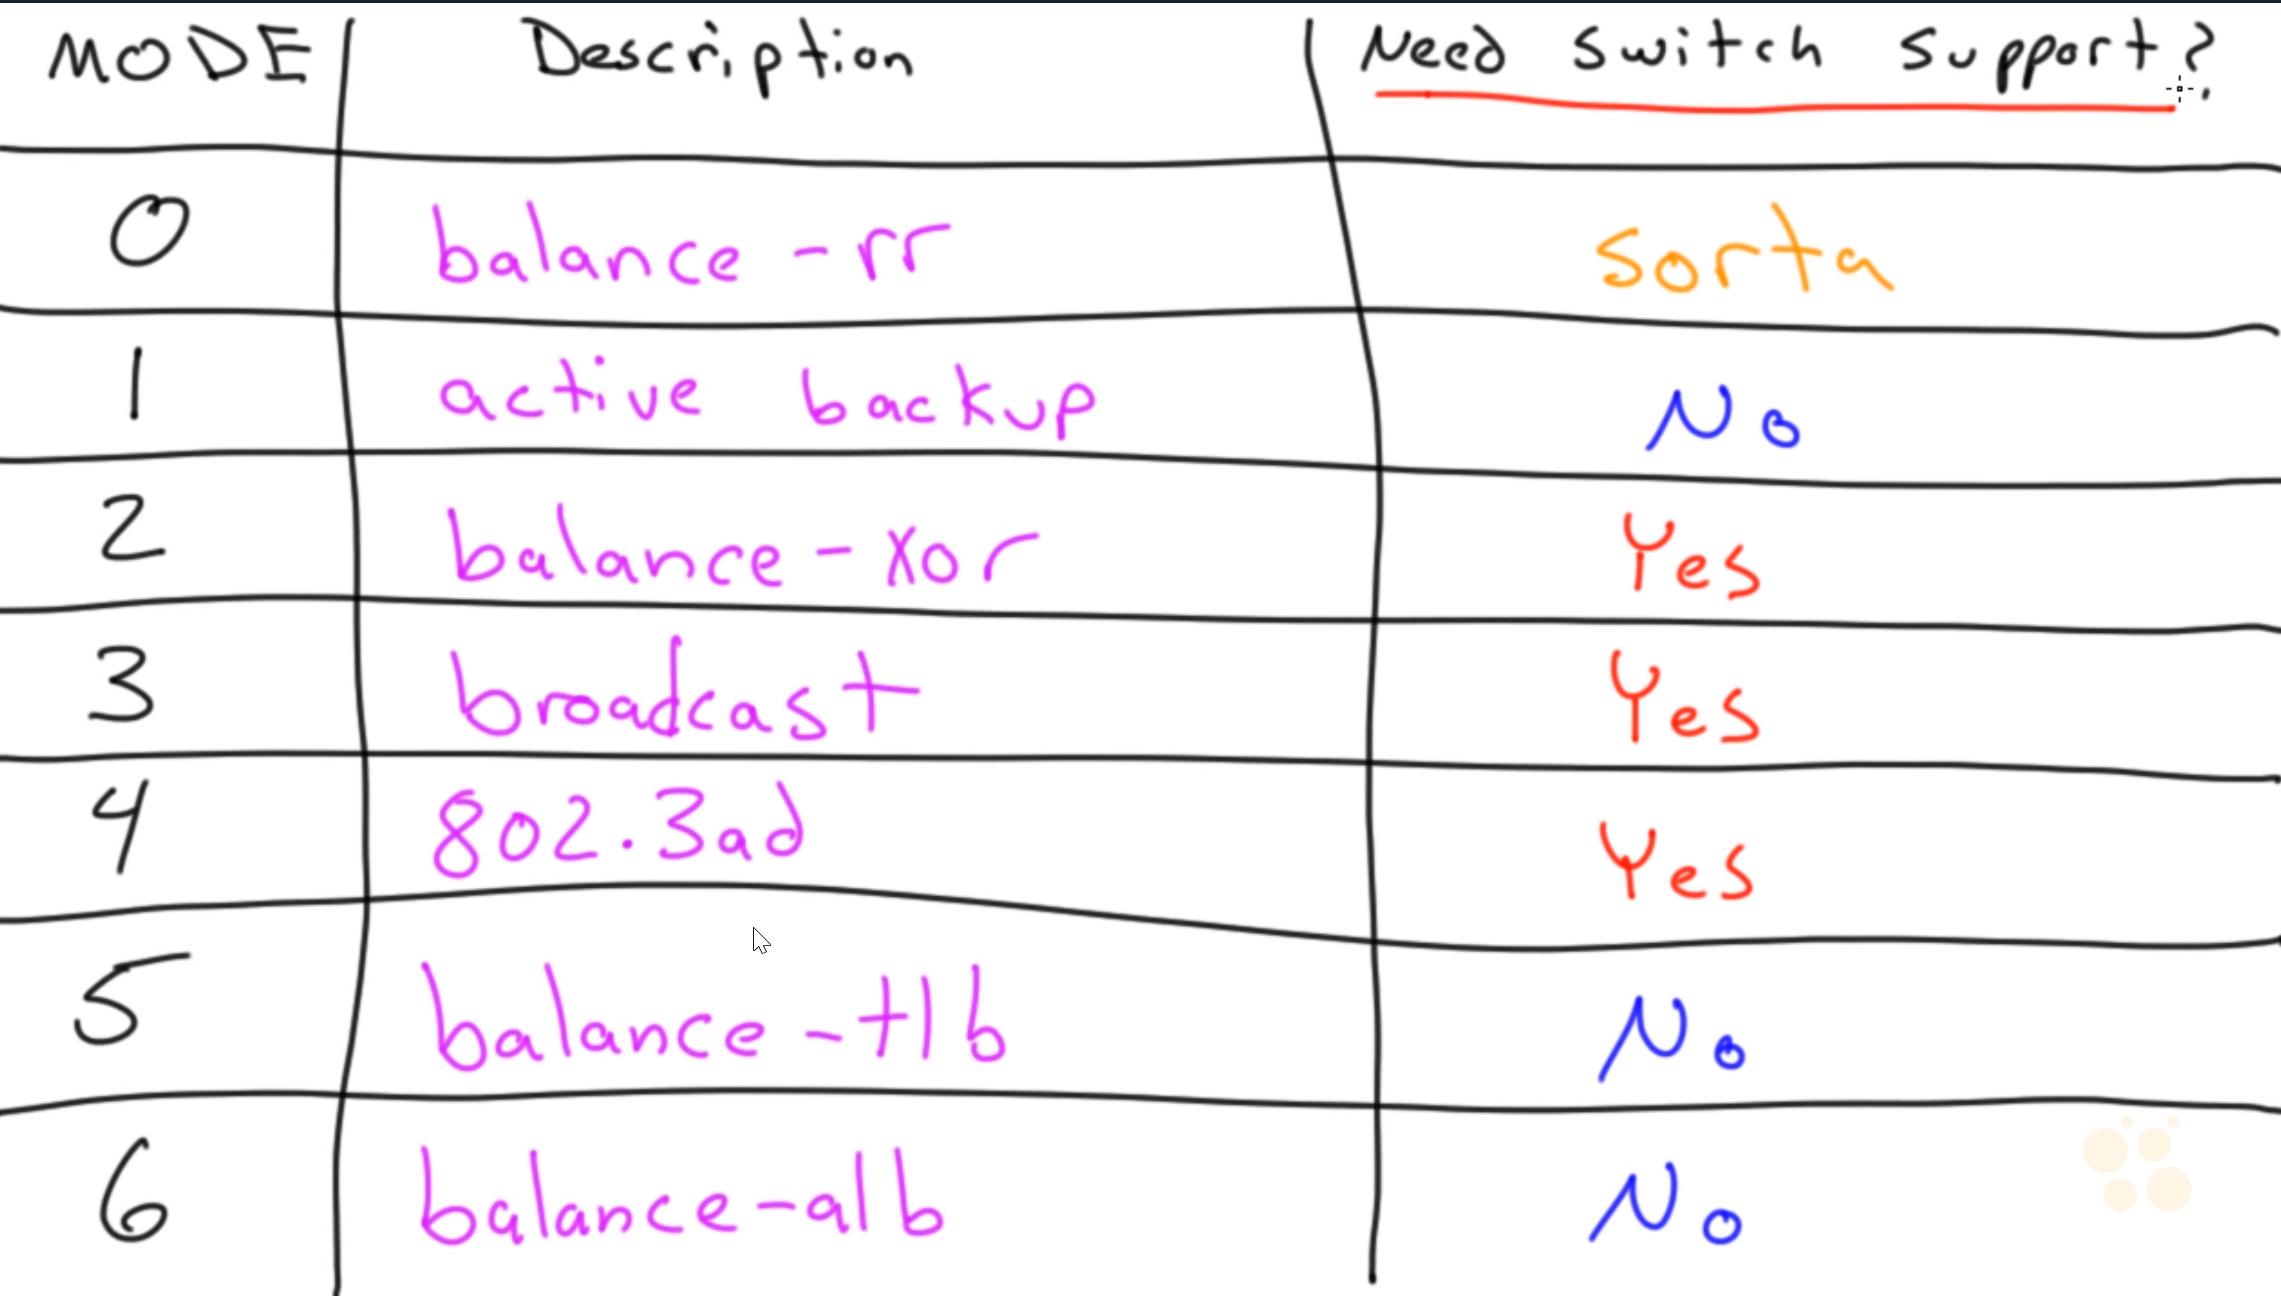 MODE Description Need switch support?
0 balance-rr sorta
1 active backup No
2 balance-xor Yes
3 broadcast Yes
4 802.3ad Yes
5 balance-tlb No
6 balance-alb No